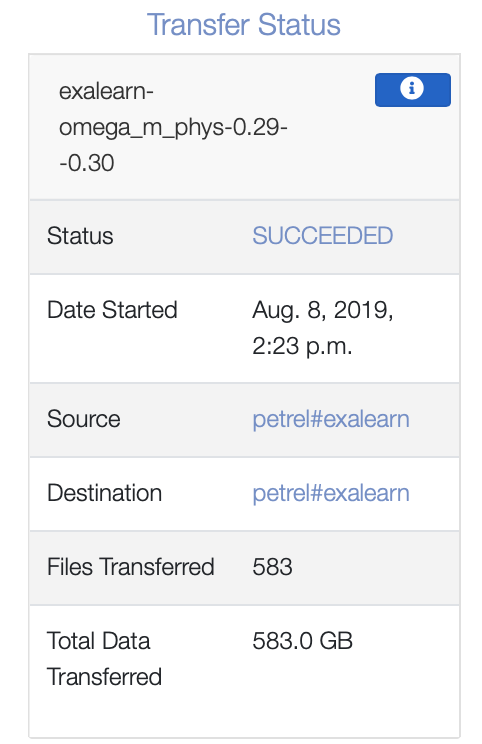 Transfer Status
exalearn-
omega_m_phys-0.29-
-0.30
Status SUCCEEDED
Date Started Aug. 8, 2019,
2:23 p.m.
Source petrel#exalearn
Destination petrel#exalearn
Files Transferred 583
Total Data 583.0 GB
Transferred